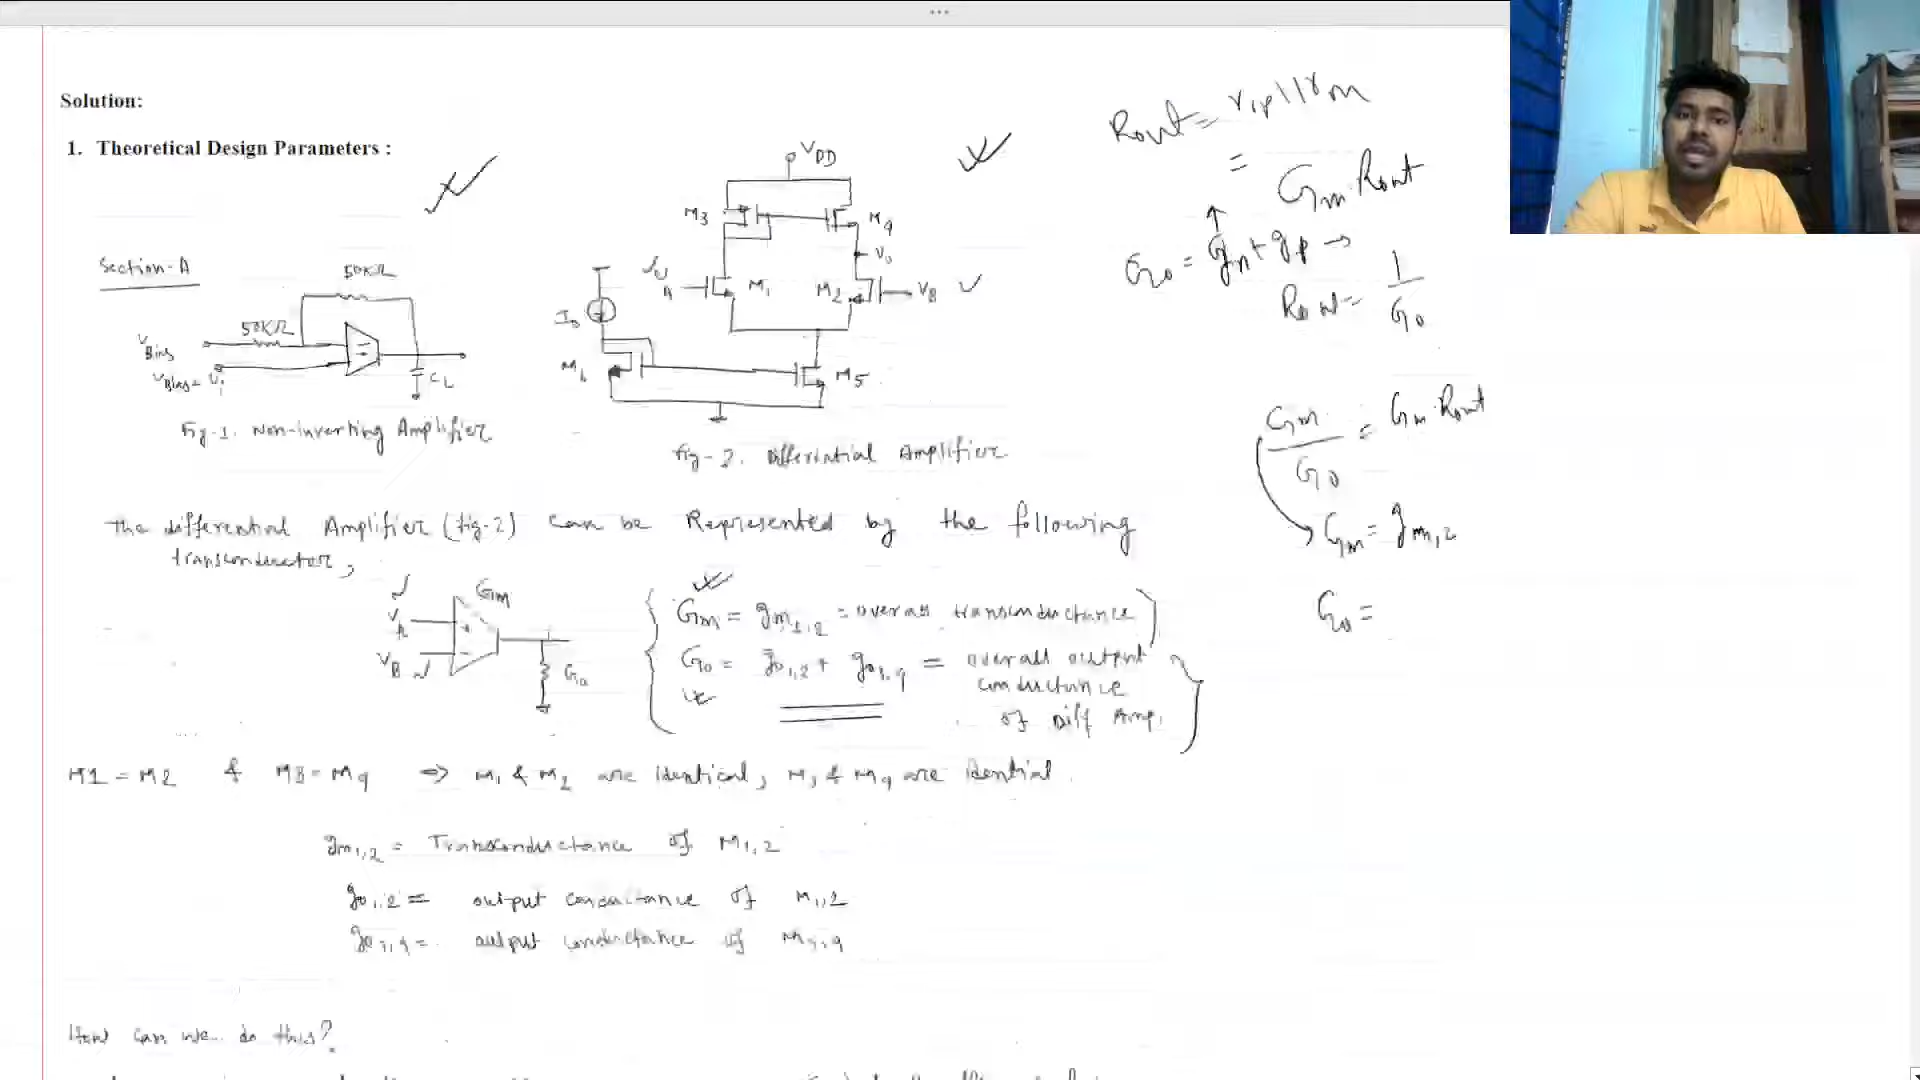 Solution:
1. Theoretical Design Parameters :
Section-A
50KΩ
50KΩ
VBias
VBias = Vi
CL
Fig-1. Non-inverting Amplifier
VDD
M3
M4
Vo
VA
M1
M2
VB
Io
M6
M5
Fig-2. Differential Amplifier
The differential Amplifier (fig-2) can be Represented by the following
transconductor,
VA
VB
Gm
Go
Gm = gm1,2 = overall transconductance
Go = go1,2 + go3,4 = overall output
conductance
of Diff Amp.
M1 = M2 & M3 = M4 ⇒ M1 & M2 are identical, M3 & M4 are idential.
gm1,2 = Transconductance of M1,2
go1,2 = output conductance of M1,2
go3,4 = output conductance of M3,4
How can we do this?
Rout =
= Gm.Rout
Go = gn + gp →
Rout = 1/Go
Gm/Go = Gm.Rout
Gm = gm1,2
Go =